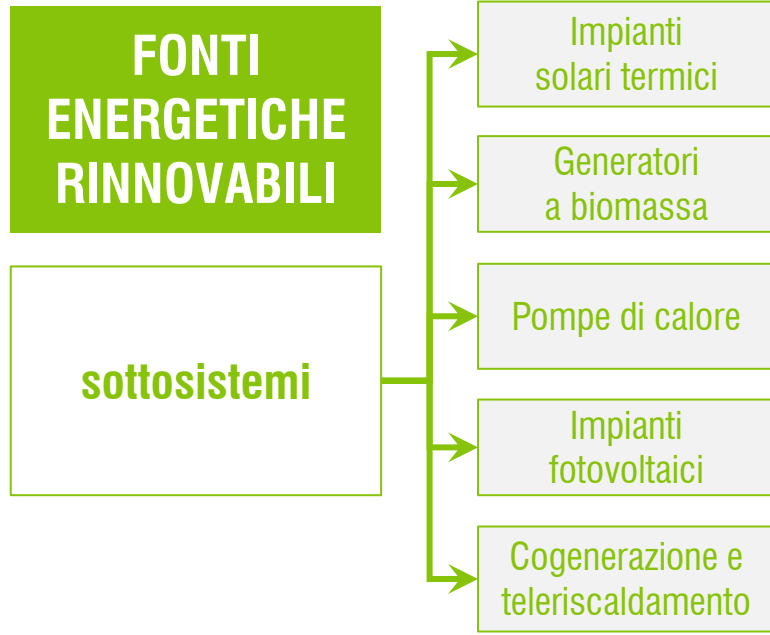 FONTI
ENERGETICHE
RINNOVABILI
sottosistemi
Impianti
solari termici
Generatori
a biomassa
Pompe di calore
Impianti
fotovoltaici
Cogenerazione e
teleriscaldamento